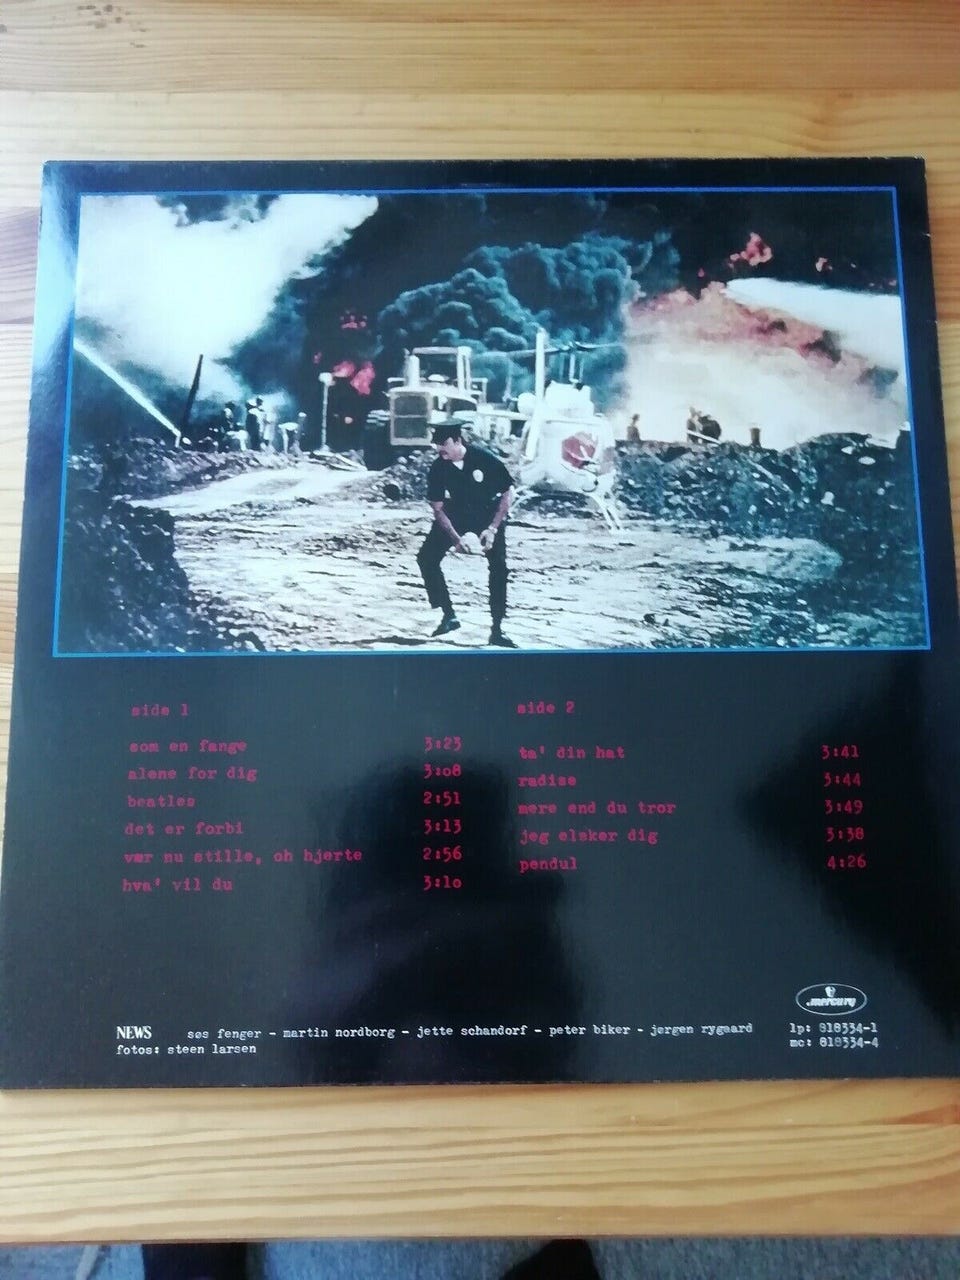 side 1
som en fange 3:23
alene for dig 3:08
beatles 2:51
det er forbi 3:13
vær nu stille, oh hjerte 2:56
hva' vil du 3:10
side 2
ta' din hat 3:41
radise 3:44
mere end du tror 3:49
jeg elsker dig 3:38
pendul 4:26
mercury
NEWS søs fenger - martin nordborg - jette schandorf - peter biker - jørgen rygaard
fotos: steen larsen
lp: 818334-1
mc: 818334-4